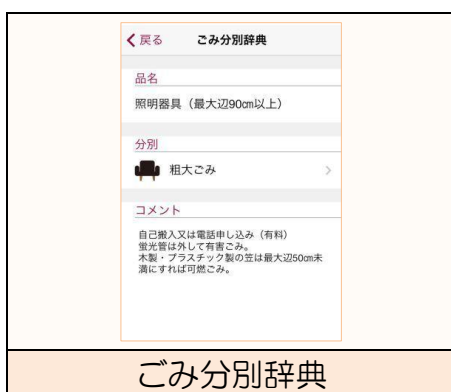 戻る ごみ分別辞典
品名
照明器具（最大辺90㎝以上）
分別
粗大ごみ
コメント
自己搬入又は電話申し込み（有料）
蛍光管は外して有害ごみ。
木製・プラスチック製の笠は最大辺50㎝未
満にすれば可燃ごみ。
ごみ分別辞典